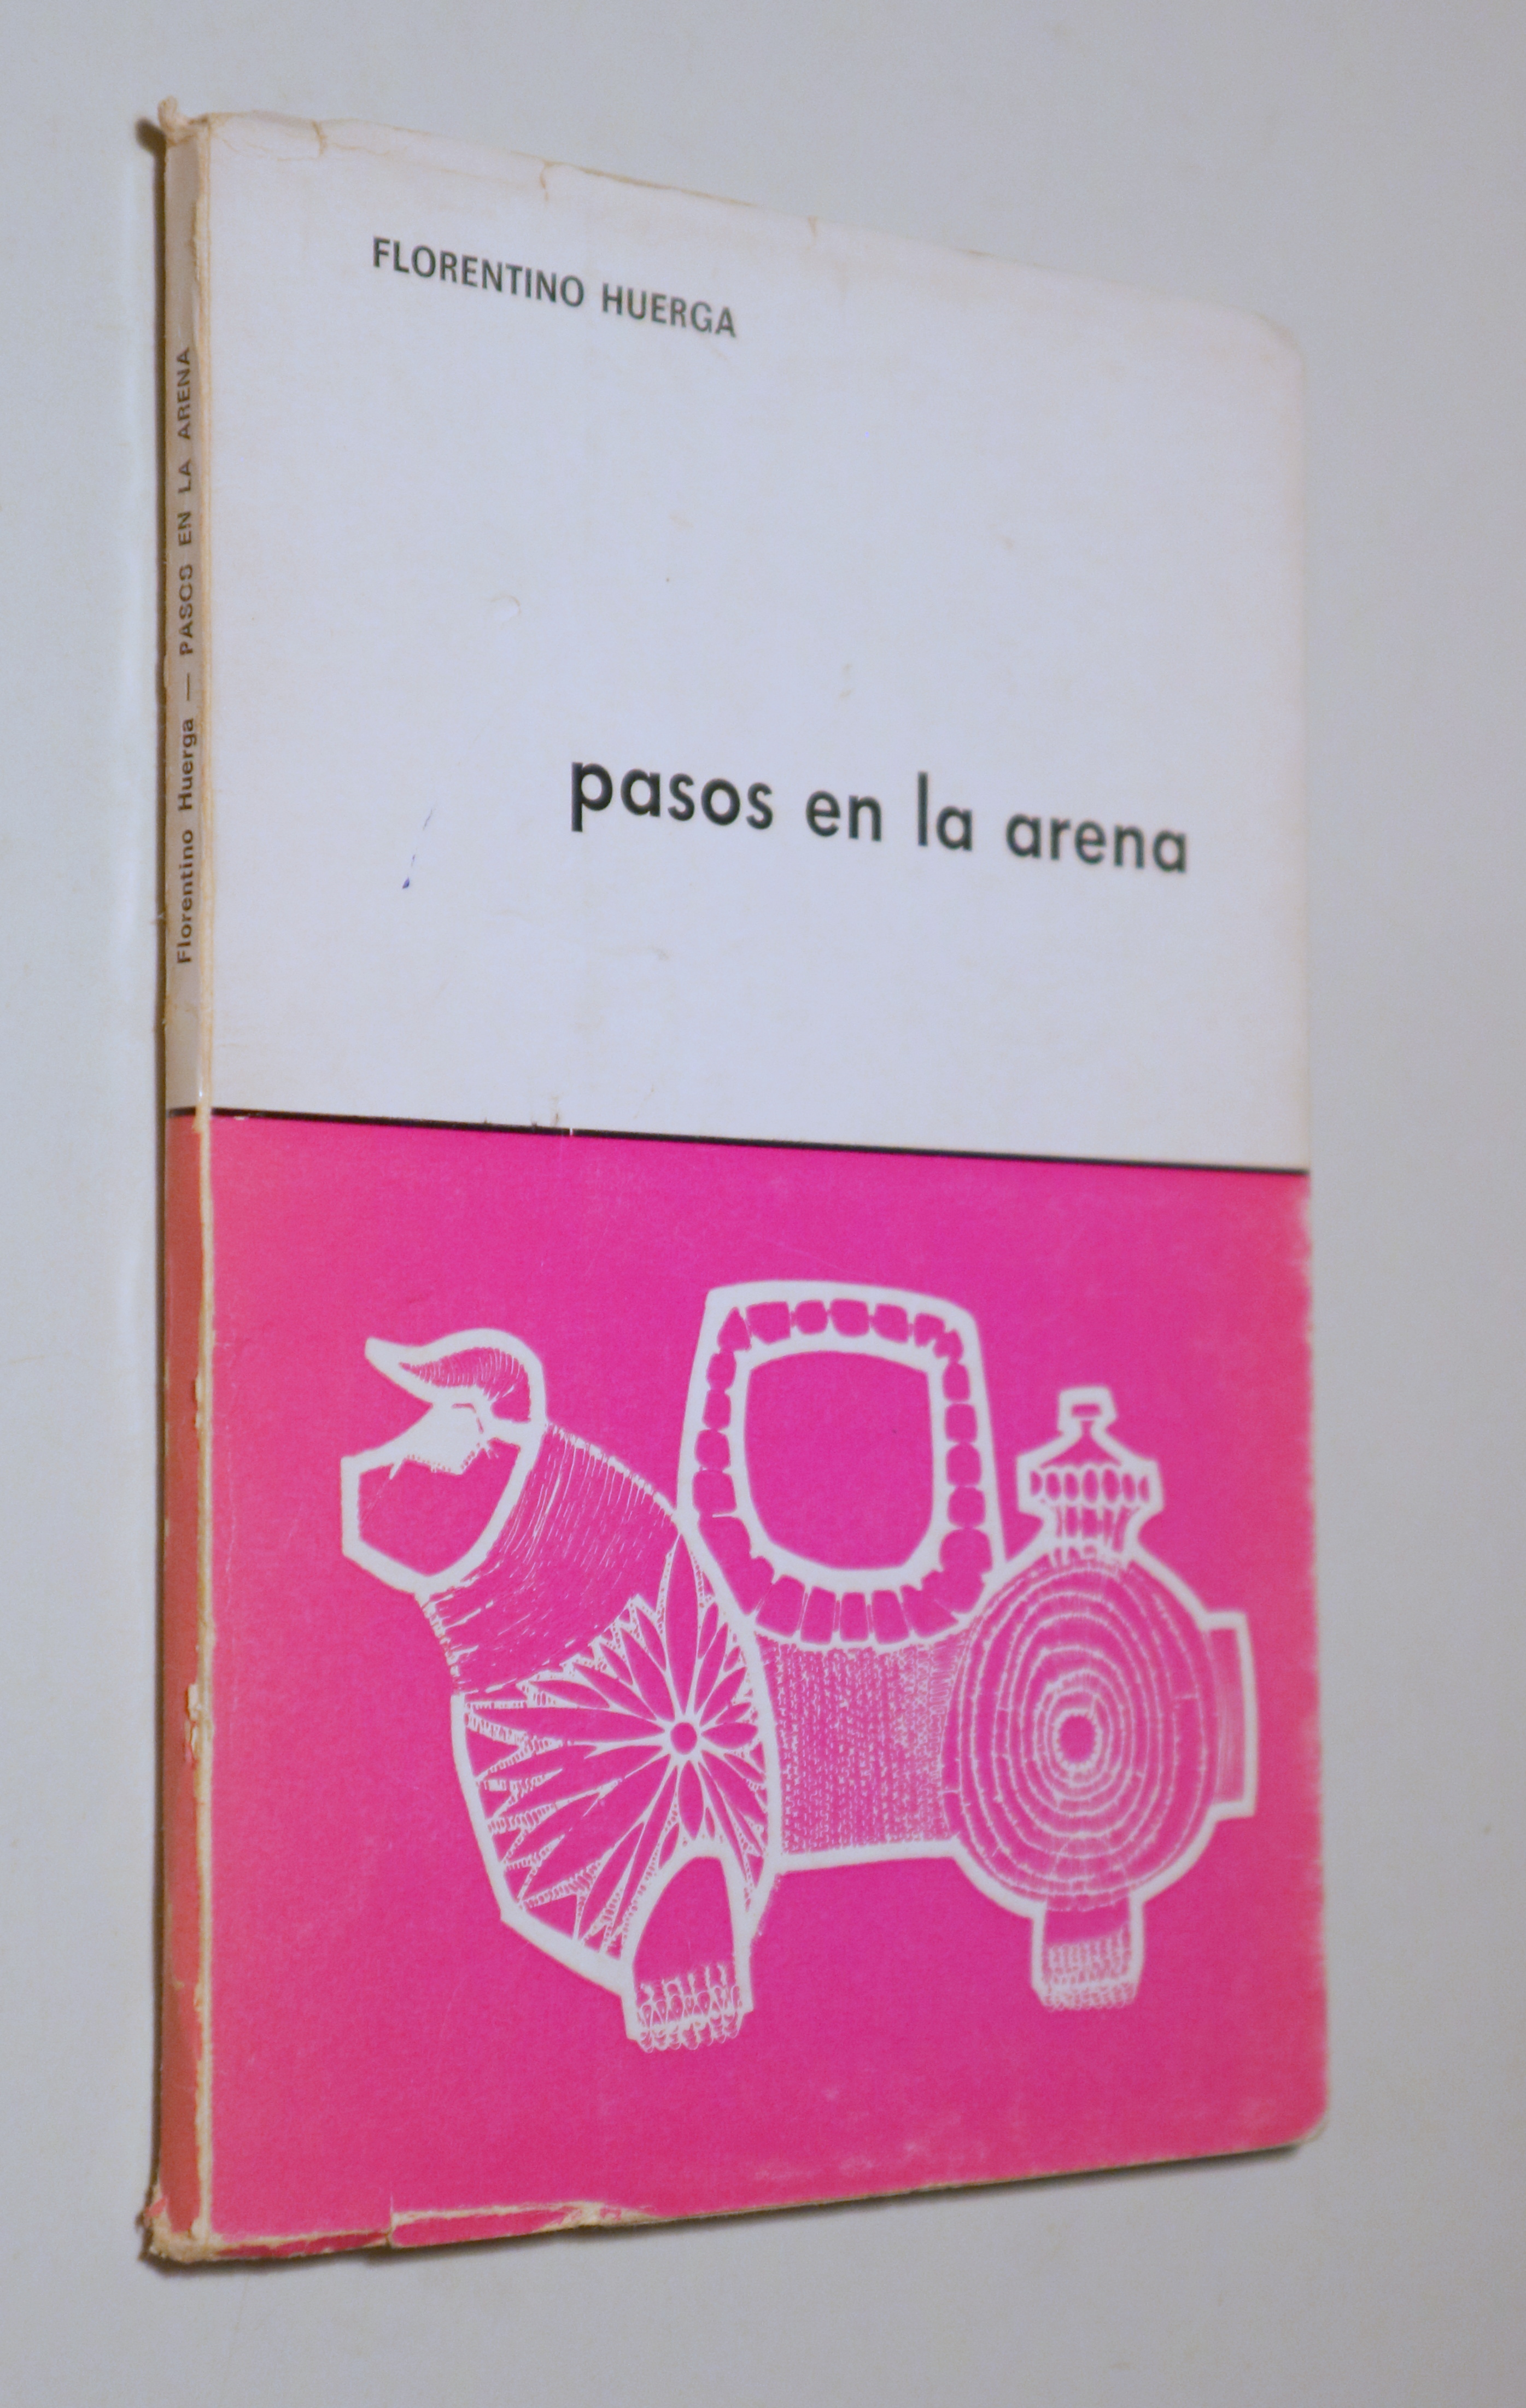 FLORENTINO HUERGA
pasos en la arena
Florentino Huerga — PASOS EN LA ARENA